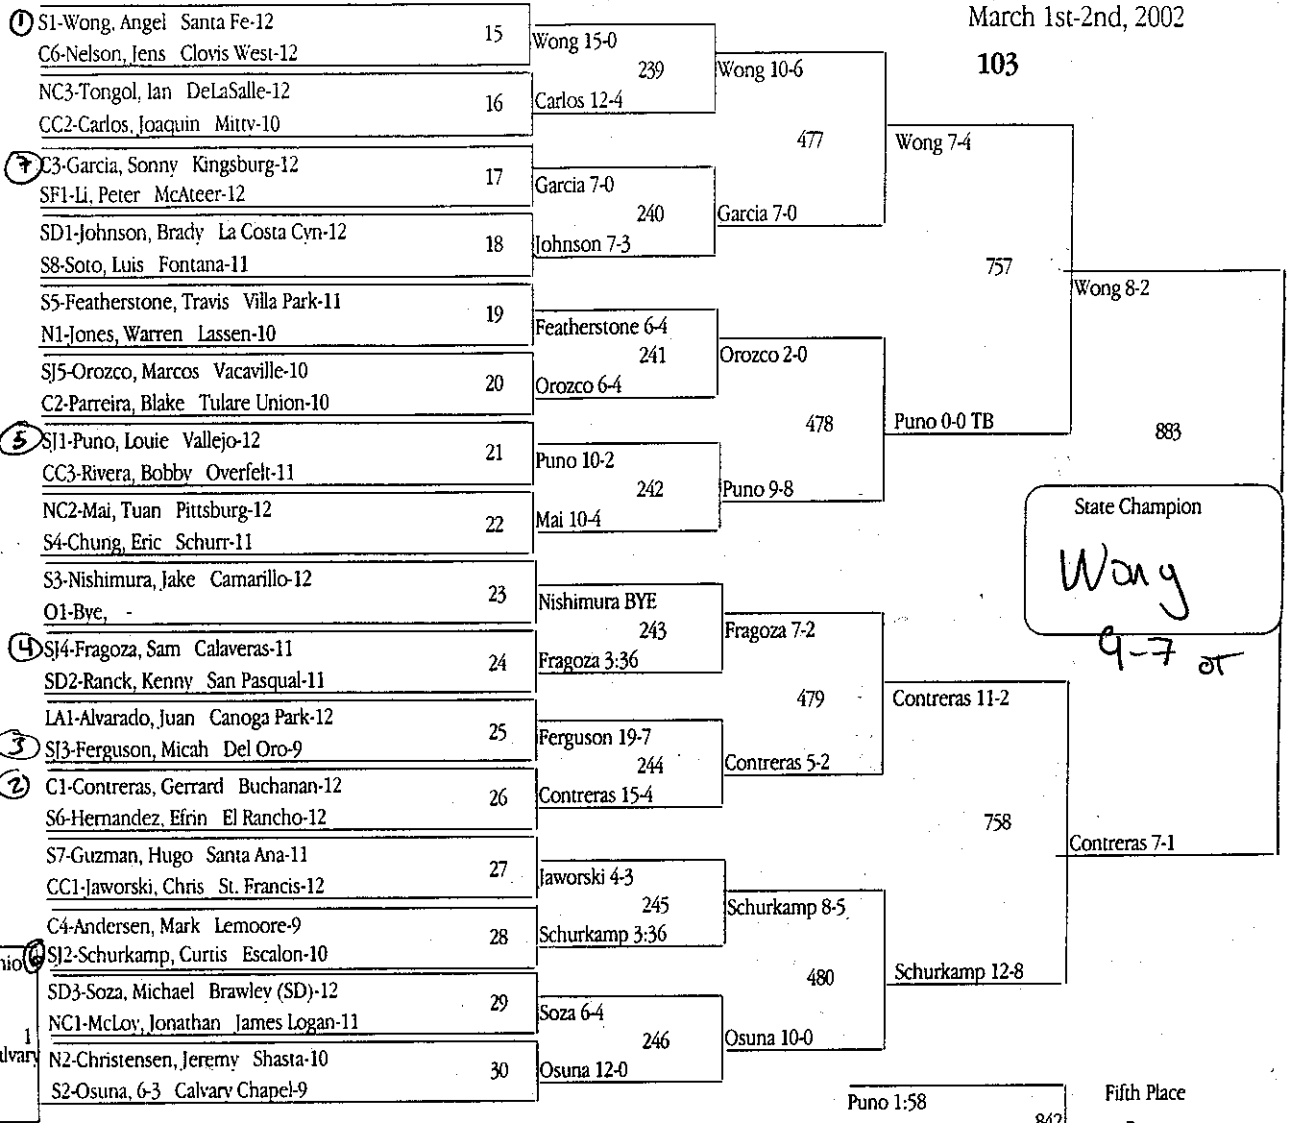 March 1st-2nd, 2002
103
1 S1-Wong, Angel Santa Fe-12
C6-Nelson, Jens Clovis West-12
15
NC3-Tongol, Ian DeLaSalle-12
CC2-Carlos, Joaquin Mitty-10
16
7 C3-Garcia, Sonny Kingsburg-12
SF1-Li, Peter McAteer-12
17
SD1-Johnson, Brady La Costa Cyn-12
S8-Soto, Luis Fontana-11
18
S5-Featherstone, Travis Villa Park-11
N1-Jones, Warren Lassen-10
19
SJ5-Orozco, Marcos Vacaville-10
C2-Parreira, Blake Tulare Union-10
20
5 SJ1-Puno, Louie Vallejo-12
CC3-Rivera, Bobby Overfelt-11
21
NC2-Mai, Tuan Pittsburg-12
S4-Chung, Eric Schurr-11
22
S3-Nishimura, Jake Camarillo-12
O1-Bye, -
23
4 SJ4-Fragoza, Sam Calaveras-11
SD2-Ranck, Kenny San Pasqual-11
24
LA1-Alvarado, Juan Canoga Park-12
3 SJ3-Ferguson, Micah Del Oro-9
25
2 C1-Contreras, Gerrard Buchanan-12
S6-Hernandez, Efrin El Rancho-12
26
S7-Guzman, Hugo Santa Ana-11
CC1-Jaworski, Chris St. Francis-12
27
C4-Andersen, Mark Lemoore-9
6 SJ2-Schurkamp, Curtis Escalon-10
28
SD3-Soza, Michael Brawley (SD)-12
NC1-McLoy, Jonathan James Logan-11
29
N2-Christensen, Jeremy Shasta-10
S2-Osuna, 6-3 Calvary Chapel-9
30
1
Wong 15-0
239
Carlos 12-4
Garcia 7-0
240
Johnson 7-3
Featherstone 6-4
241
Orozco 6-4
Puno 10-2
242
Mai 10-4
Nishimura BYE
243
Fragoza 3:36
Ferguson 19-7
244
Contreras 15-4
Jaworski 4-3
245
Schurkamp 3:36
Soza 6-4
246
Osuna 12-0
Wong 10-6
477
Garcia 7-0
Orozco 2-0
478
Puno 9-8
Fragoza 7-2
479
Contreras 5-2
Schurkamp 8-5
480
Osuna 10-0
Wong 7-4
757
Puno 0-0 TB
Contreras 11-2
758
Schurkamp 12-8
Wong 8-2
883
Contreras 7-1
State Champion
Wong
9-7 OT
Puno 1:58
842
Fifth Place